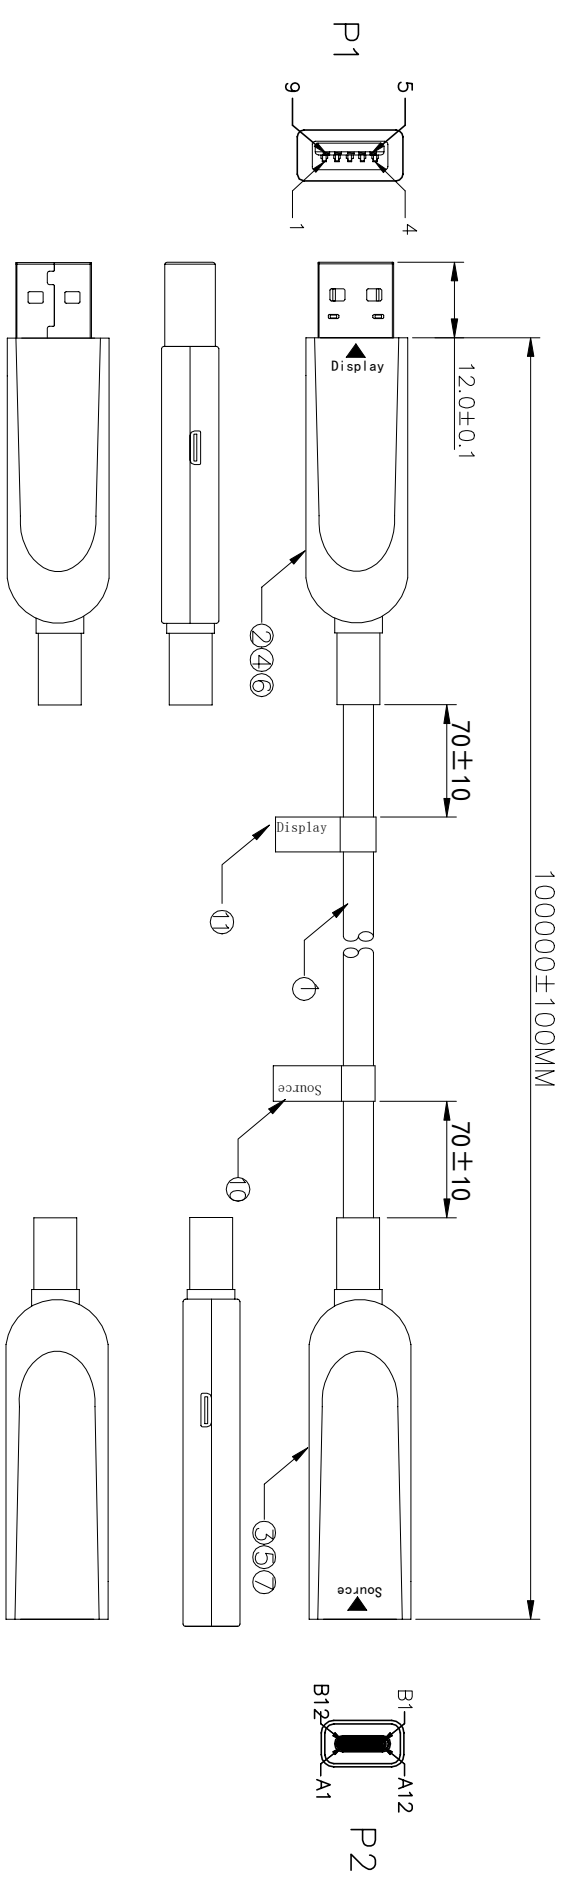 P1
9
5
1
4
Display
12.0±0.1
②④⑥
70±10
Display
⑪
①
100000±100MM
Source
⑩
70±10
③⑤⑦
Source
B12
B1
A1
A12
P2